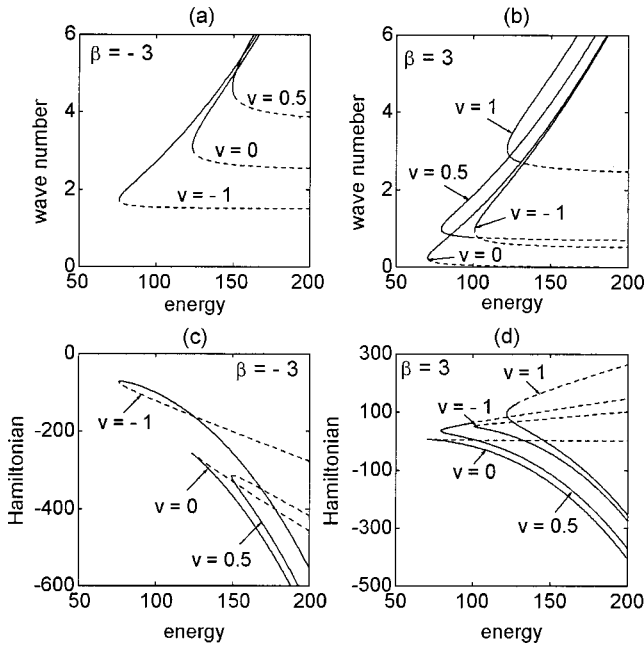 (a)
β = - 3
wave number
6
4
2
0
50
100
150
200
energy
v = 0.5
v = 0
v = - 1
(b)
β = 3
wave numeber
6
4
2
0
50
100
150
200
energy
v = 1
v = 0.5
v = - 1
v = 0
(c)
β = - 3
Hamiltonian
0
-200
-400
-600
50
100
150
200
energy
v = - 1
v = 0
v = 0.5
(d)
β = 3
Hamiltonian
300
100
-100
-300
-500
50
100
150
200
energy
v = 1
v = - 1
v = 0
v = 0.5